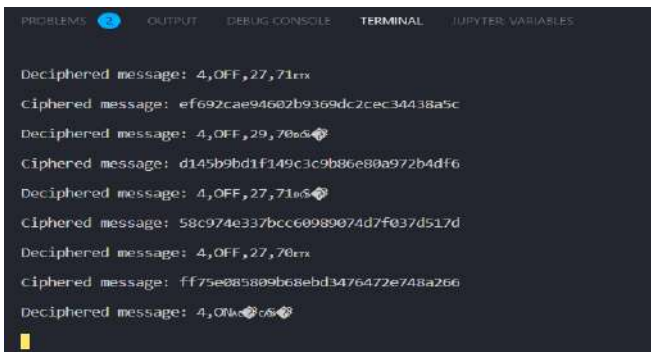 PROBLEMS 2 OUTPUT DEBUG CONSOLE TERMINAL JUPYTER: VARIABLES
Deciphered message: 4,OFF,27,71
Ciphered message: ef692cae94602b9369dc2cec34438a5c
Deciphered message: 4,OFF,29,70
Ciphered message: d145b9bd1f149c3c9b86e80a972b4df6
Deciphered message: 4,OFF,27,71
Ciphered message: 58c974e337bcc60989074d7f037d517d
Deciphered message: 4,OFF,27,70
Ciphered message: ff75e085809b68ebd3476472e748a266
Deciphered message: 4,ON